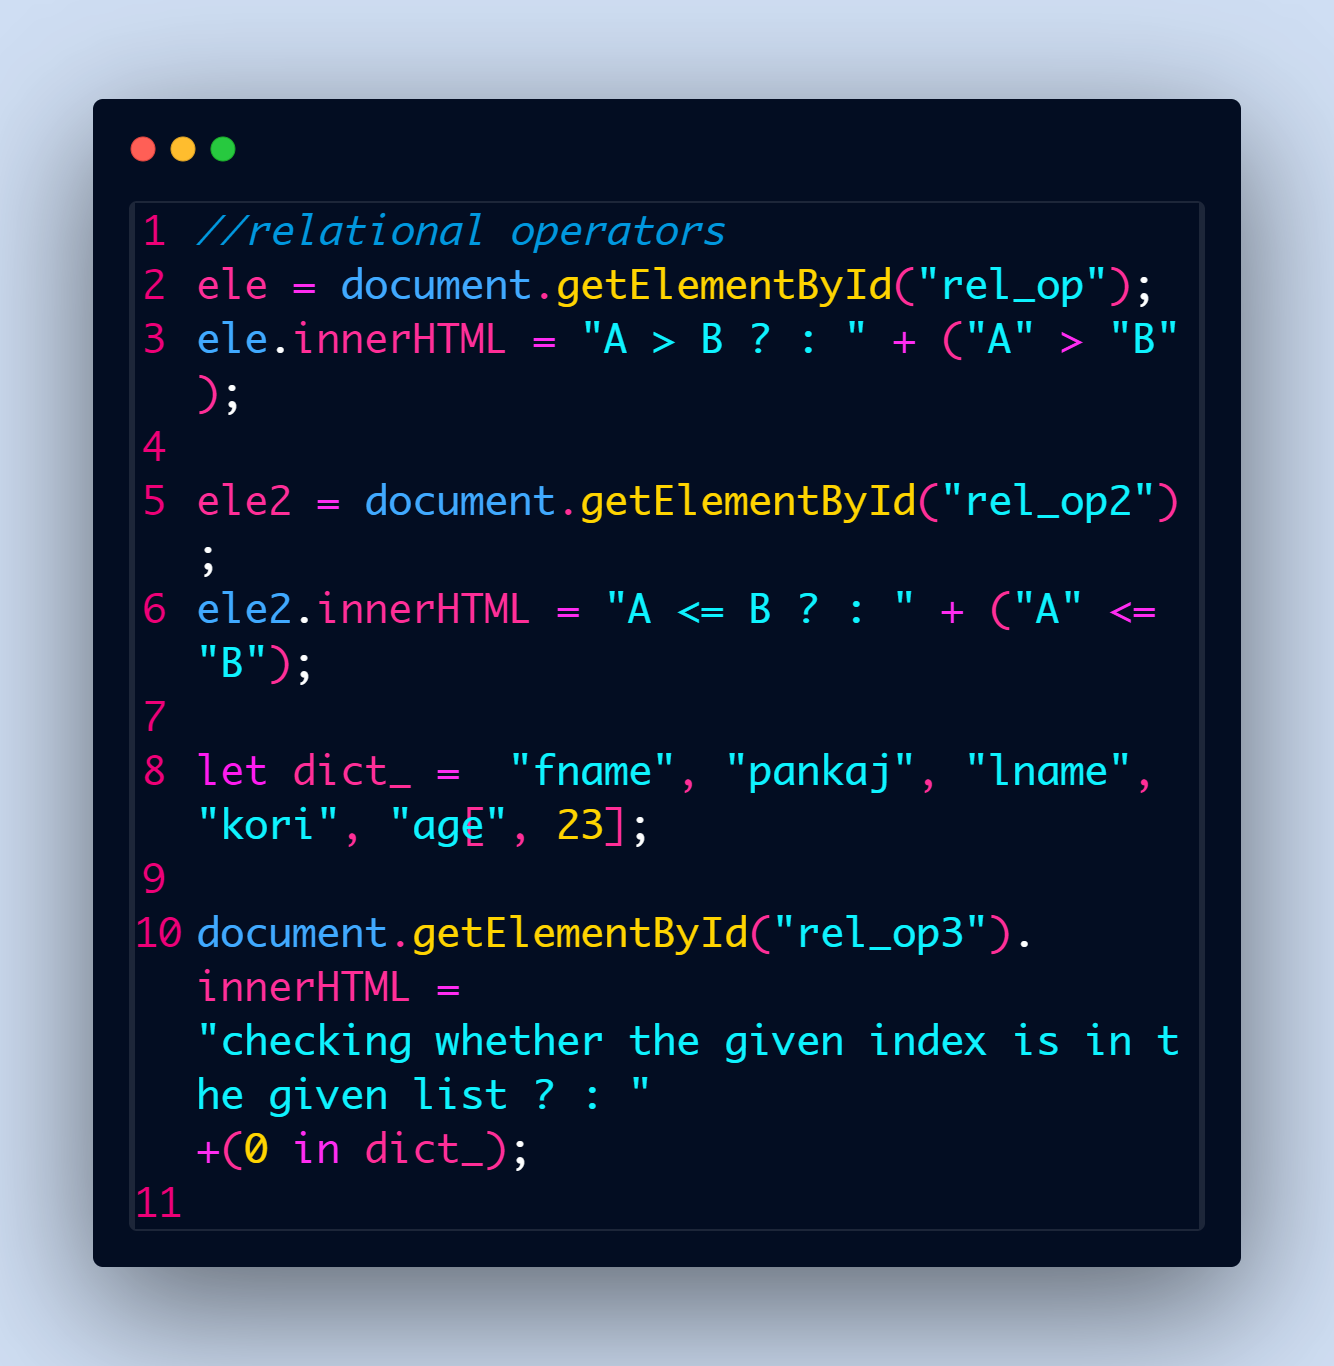 1 //relational operators
2 ele = document.getElementById("rel_op");
3 ele.innerHTML = "A > B ? : " + ("A" > "B"
);
4
5 ele2 = document.getElementById("rel_op2")
;
6 ele2.innerHTML = "A <= B ? : " + ("A" <=
"B");
7
8 let dict_ =  "fname", "pankaj", "lname",
"kori", "age[", 23];
9
10 document.getElementById("rel_op3").
innerHTML =
"checking whether the given index is in t
he given list ? : "
+(0 in dict_);
11